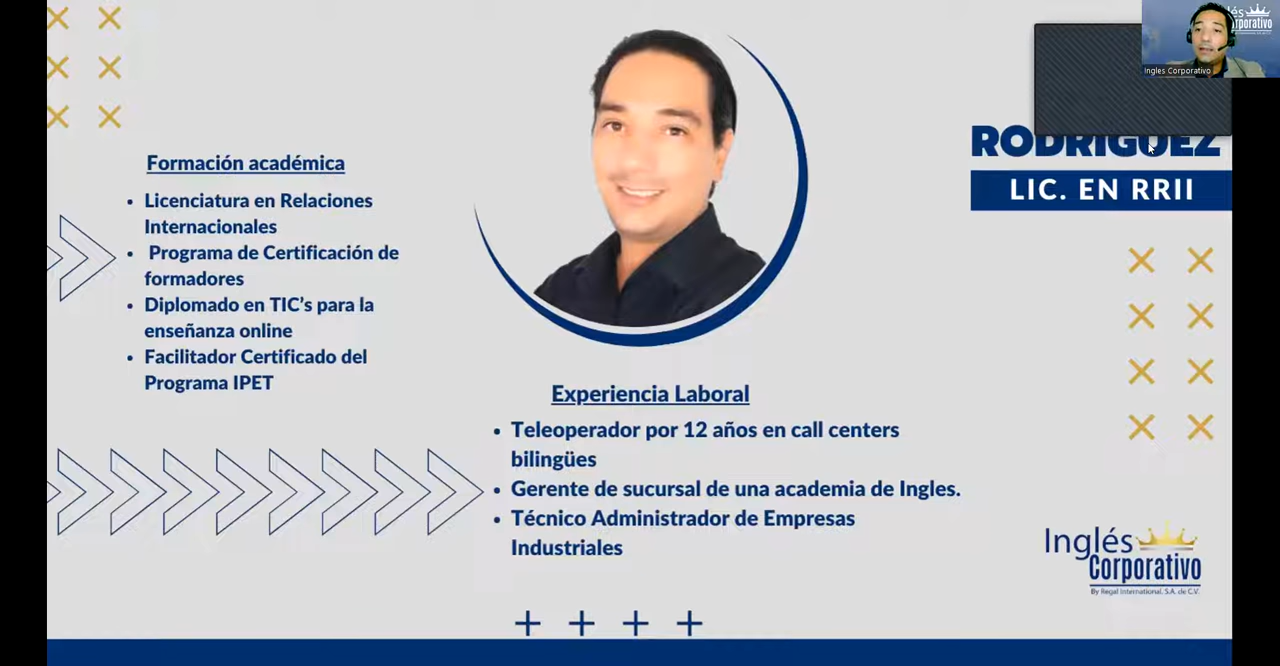 Formación académica
• Licenciatura en Relaciones
Internacionales
• Programa de Certificación de
formadores
• Diplomado en TIC’s para la
enseñanza online
• Facilitador Certificado del
Programa IPET
Experiencia Laboral
• Teleoperador por 12 años en call centers
bilingües
• Gerente de sucursal de una academia de Ingles.
• Técnico Administrador de Empresas
Industriales
RODRIGUEZ
LIC. EN RRII
Ingles Corporativo
Inglés
Corporativo
By Regal International, S.A. de C.V.